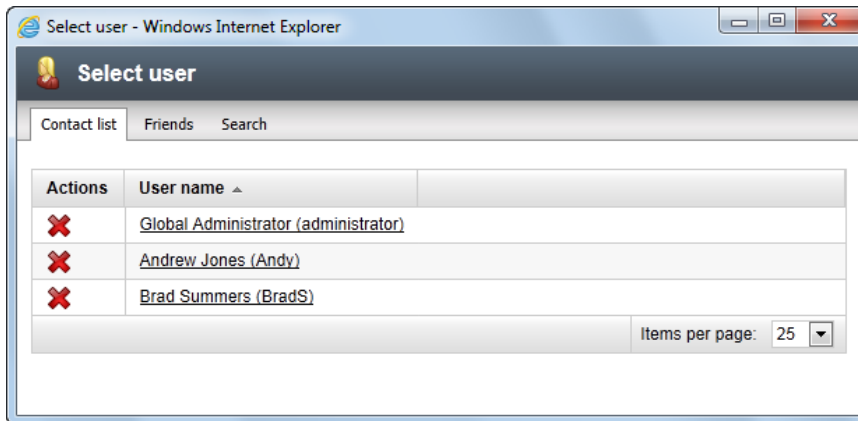 Select user - Windows Internet Explorer
Select user
Contact list Friends Search
Actions User name
Global Administrator (administrator)
Andrew Jones (Andy)
Brad Summers (BradS)
Items per page: 25